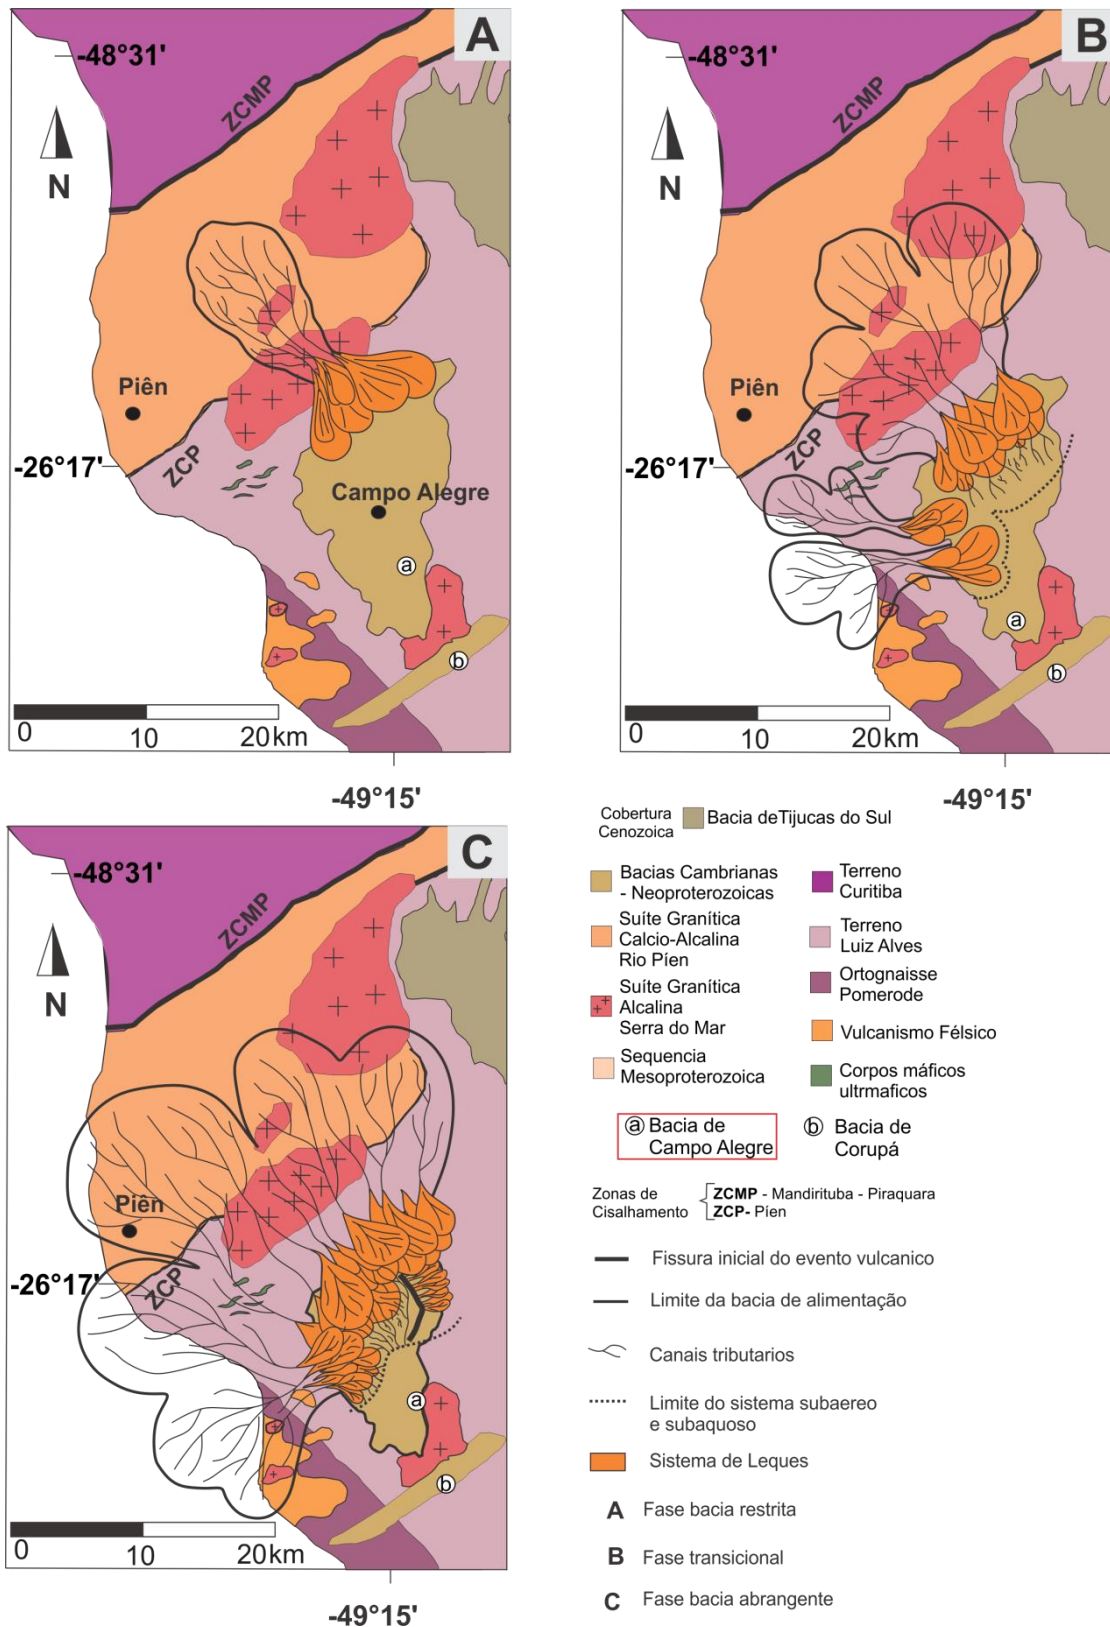 A
-48°31'
ZCMP
N
Piên
-26°17'
ZCP
Campo Alegre
a
b
0
10
20km
-49°15'
B
-48°31'
ZCMP
N
Piên
-26°17'
ZCP
a
b
0
10
20km
-49°15'
C
-48°31'
ZCMP
N
Piên
-26°17'
ZCP
a
b
0
10
20km
-49°15'
Cobertura
Cenozoica
Bacia deTijucas do Sul
Bacias Cambrianas
- Neoproterozoicas
Suíte Granítica
Calcio-Alcalina
Rio Píen
Suíte Granítica
Alcalina
Serra do Mar
Sequencia
Mesoproterozoica
Terreno
Curitiba
Terreno
Luiz Alves
Ortognaisse
Pomerode
Vulcanismo Félsico
Corpos máficos
ultrmaficos
a Bacia de
Campo Alegre
b Bacia de
Corupá
Zonas de
Cisalhamento
ZCMP - Mandirituba - Piraquara
ZCP- Píen
Fissura inicial do evento vulcanico
Limite da bacia de alimentação
Canais tributarios
Limite do sistema subaereo
e subaquoso
Sistema de Leques
A Fase bacia restrita
B Fase transicional
C Fase bacia abrangente